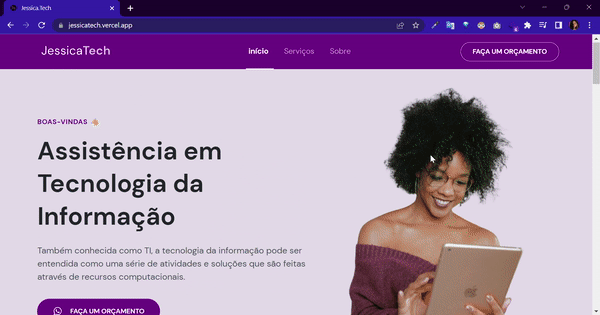 Jessica.Tech
jessicatech.vercel.app
JessicaTech
início
Serviços
Sobre
FAÇA UM ORÇAMENTO
BOAS-VINDAS 👋🏽
Assistência em
Tecnologia da
Informação
Também conhecida como TI, a tecnologia da informação pode ser
entendida como uma série de atividades e soluções que são feitas
através de recursos computacionais.
FAÇA UM ORÇAMENTO